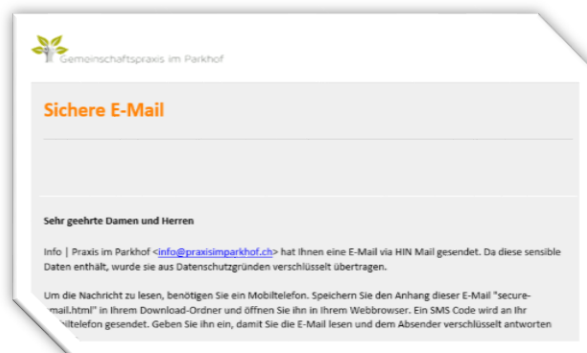 Gemeinschaftspraxis im Parkhof
Sichere E-Mail
Sehr geehrte Damen und Herren
Info | Praxis im Parkhof <info@praxisimparkhof.ch> hat Ihnen eine E-Mail via HIN Mail gesendet. Da diese sensible
Daten enthält, wurde sie aus Datenschutzgründen verschlüsselt übertragen.
Um die Nachricht zu lesen, benötigen Sie ein Mobiltelefon. Speichern Sie den Anhang dieser E-Mail "secure-
email.html" in Ihrem Download-Ordner und öffnen Sie ihn in Ihrem Webbrowser. Ein SMS Code wird an Ihr
Mobiltelefon gesendet. Geben Sie ihn ein, damit Sie die E-Mail lesen und dem Absender verschlüsselt antworten